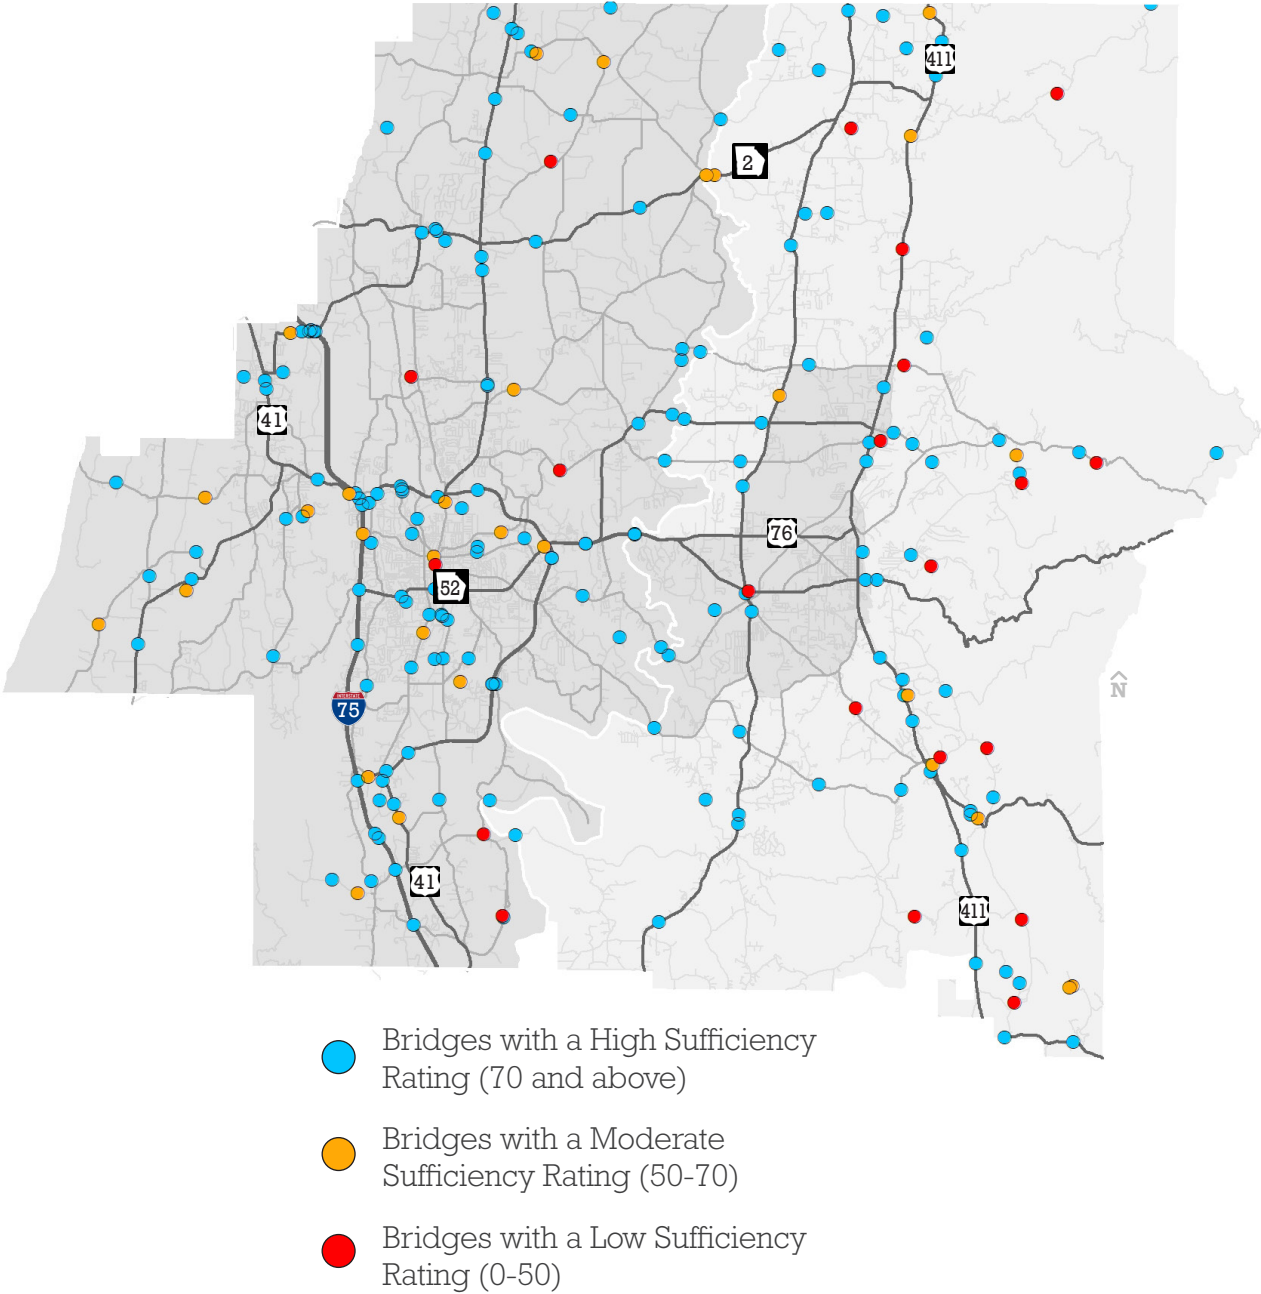 411
2
41
76
52
N
INTERSTATE
75
41
411
Bridges with a High Sufficiency
Rating (70 and above)
Bridges with a Moderate
Sufficiency Rating (50-70)
Bridges with a Low Sufficiency
Rating (0-50)